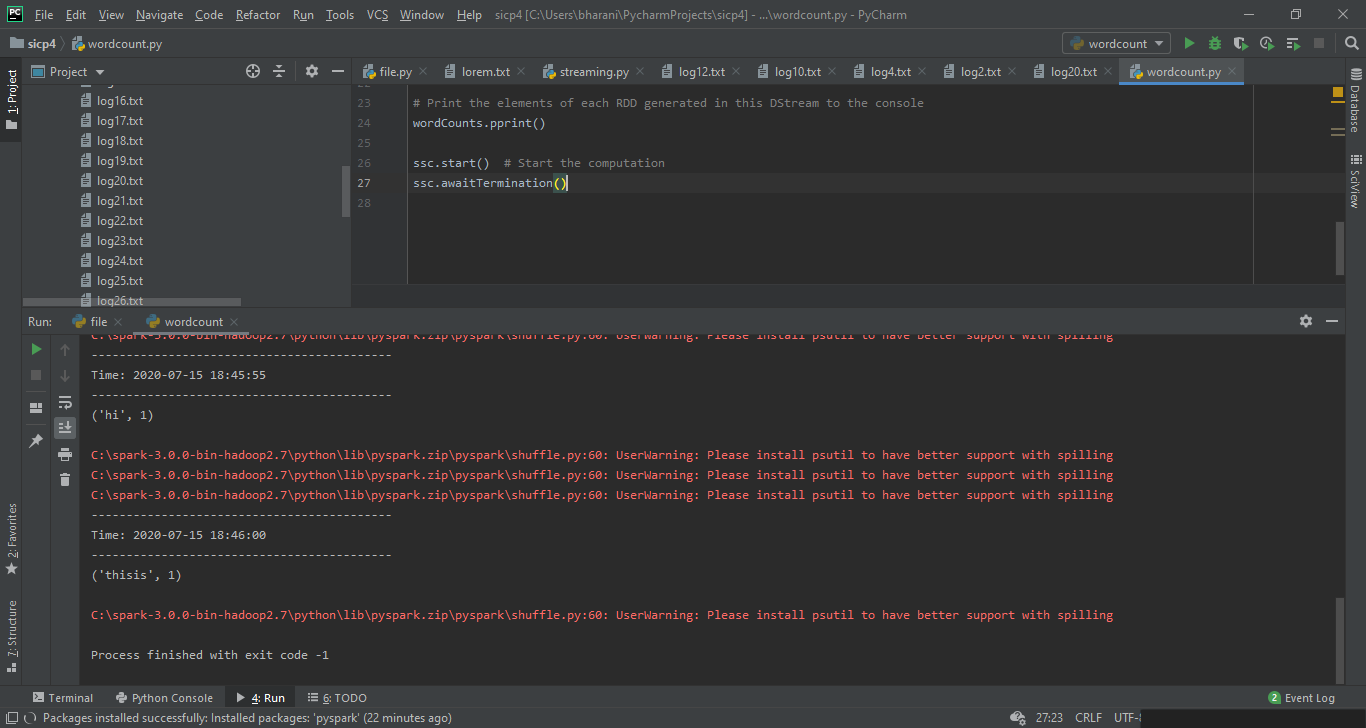 PC File Edit View Navigate Code Refactor Run Tools VCS Window Help sicp4 [C:\Users\bharani\PycharmProjects\sicp4] - ...\wordcount.py - PyCharm
sicp4 wordcount.py wordcount
1: Project
Project
file.py lorem.txt streaming.py log12.txt log10.txt log4.txt log2.txt log20.txt wordcount.py
log16.txt
log17.txt
log18.txt
log19.txt
log20.txt
log21.txt
log22.txt
log23.txt
log24.txt
log25.txt
log26.txt
22
23 # Print the elements of each RDD generated in this DStream to the console
24 wordCounts.pprint()
25
26 ssc.start()  # Start the computation
27 ssc.awaitTermination()
28
Database
SciView
Run: file wordcount
C:\spark-3.0.0-bin-hadoop2.7\python\lib\pyspark.zip\pyspark\shuffle.py:60: UserWarning: Please install psutil to have better support with spilling
-------------------------------------------
Time: 2020-07-15 18:45:55
-------------------------------------------
('hi', 1)
C:\spark-3.0.0-bin-hadoop2.7\python\lib\pyspark.zip\pyspark\shuffle.py:60: UserWarning: Please install psutil to have better support with spilling
C:\spark-3.0.0-bin-hadoop2.7\python\lib\pyspark.zip\pyspark\shuffle.py:60: UserWarning: Please install psutil to have better support with spilling
C:\spark-3.0.0-bin-hadoop2.7\python\lib\pyspark.zip\pyspark\shuffle.py:60: UserWarning: Please install psutil to have better support with spilling
-------------------------------------------
Time: 2020-07-15 18:46:00
-------------------------------------------
('thisis', 1)
C:\spark-3.0.0-bin-hadoop2.7\python\lib\pyspark.zip\pyspark\shuffle.py:60: UserWarning: Please install psutil to have better support with spilling
Process finished with exit code -1
2: Favorites
7: Structure
Terminal Python Console 4: Run 6: TODO 2 Event Log
Packages installed successfully: Installed packages: 'pyspark' (22 minutes ago) 27:23 CRLF UTF-